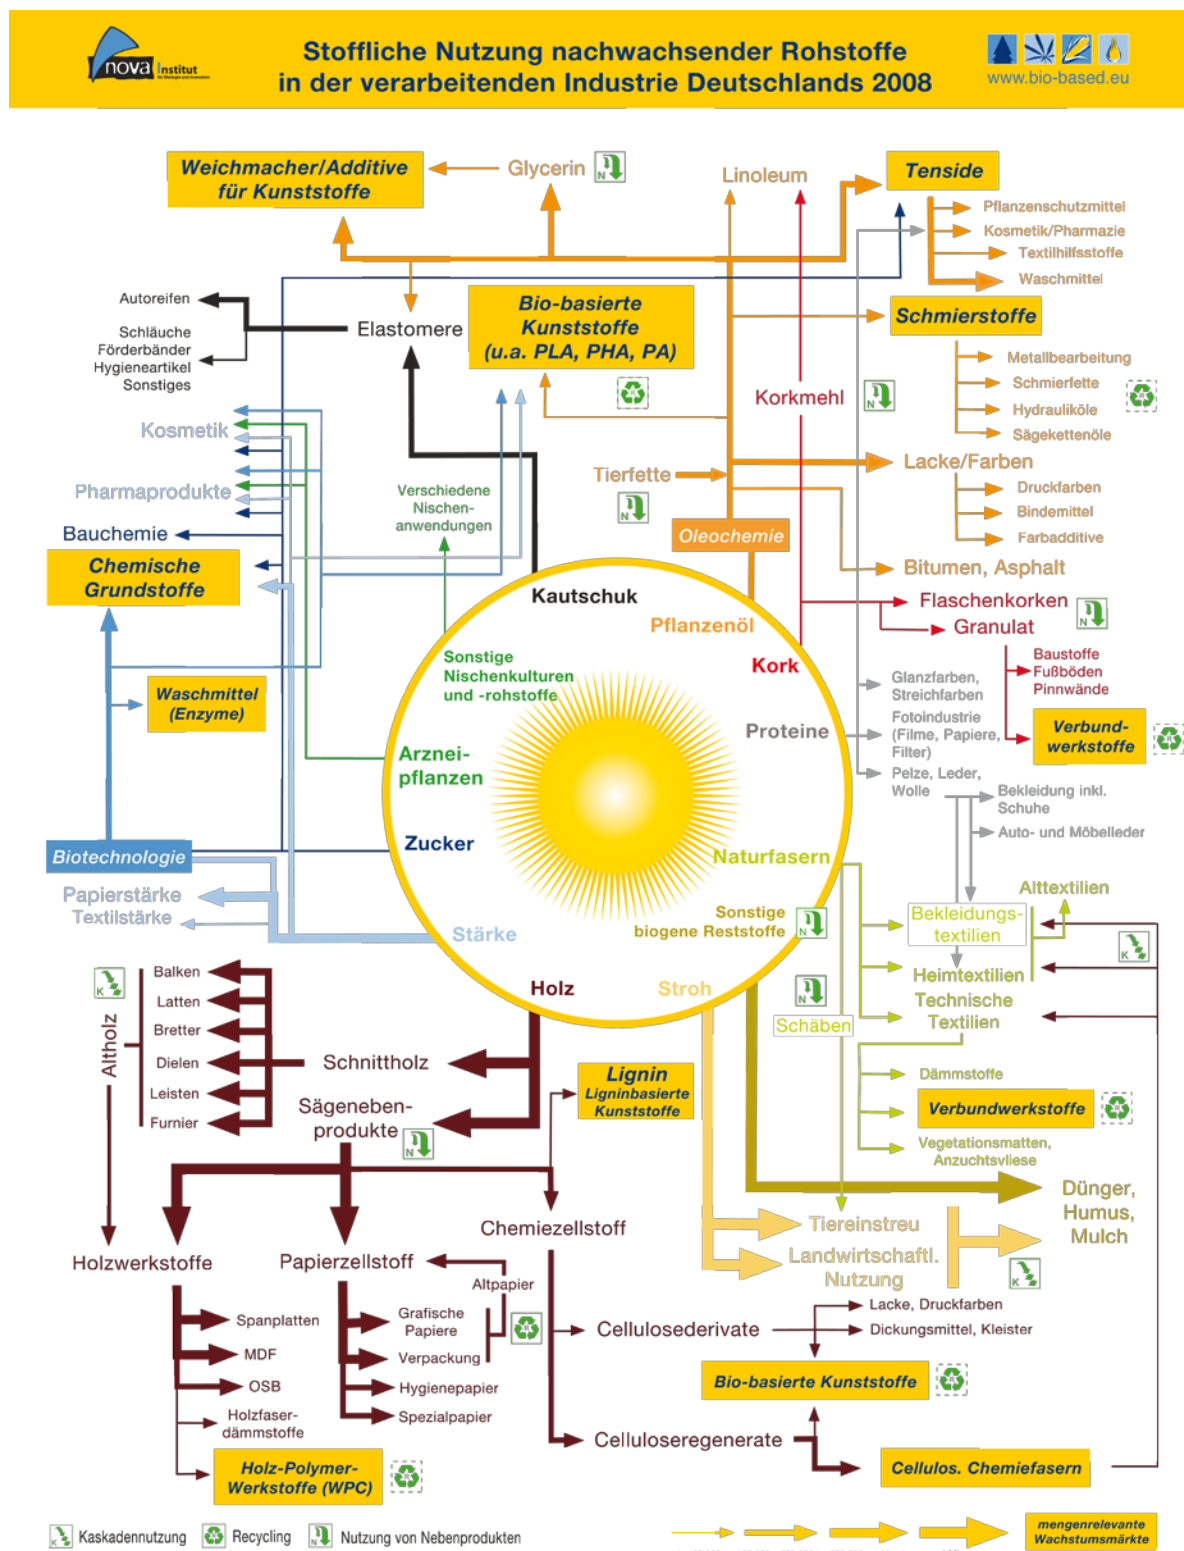 nova Institut
Stoffliche Nutzung nachwachsender Rohstoffe
in der verarbeitenden Industrie Deutschlands 2008
www.bio-based.eu
Weichmacher/Additive
für Kunststoffe
Glycerin
N
Linoleum
Tenside
Pflanzenschutzmittel
Kosmetik/Pharmazie
Textilhilfsstoffe
Waschmittel
Autoreifen
Schläuche
Förderbänder
Hygieneartikel
Sonstiges
Elastomere
Bio-basierte
Kunststoffe
(u.a. PLA, PHA, PA)
Schmierstoffe
Metallbearbeitung
Schmierfette
Hydrauliköle
Sägekettenöle
Korkmehl
N
Kosmetik
Pharmaprodukte
Bauchemie
Chemische
Grundstoffe
Verschiedene
Nischen-
anwendungen
Tierfette
N
Oleochemie
Lacke/Farben
Druckfarben
Bindemittel
Farbadditive
Bitumen, Asphalt
Flaschenkorken
N
Granulat
Baustoffe
Fußböden
Pinnwände
Verbund-
werkstoffe
Waschmittel
(Enzyme)
Kautschuk
Pflanzenöl
Kork
Sonstige
Nischenkulturen
und -rohstoffe
Proteine
Arznei-
pflanzen
Zucker
Naturfasern
Sonstige
biogene Reststoffe
N
Stärke
Holz
Stroh
Glanzfarben,
Streichfarben
Fotoindustrie
(Filme, Papiere,
Filter)
Pelze, Leder,
Wolle
Bekleidung inkl.
Schuhe
Auto- und Möbelleder
Biotechnologie
Papierstärke
Textilstärke
Alttextilien
Bekleidungs-
textilien
K
Heimtextilien
Technische
Textilien
N
Schäben
Dämmstoffe
Verbundwerkstoffe
Vegetationsmatten,
Anzuchtsvliese
K
Altholz
Balken
Latten
Bretter
Dielen
Leisten
Furnier
Schnittholz
Sägeneben-
produkte
N
Lignin
Ligninbasierte
Kunststoffe
Dünger,
Humus,
Mulch
Tiereinstreu
Landwirtschaftl.
Nutzung
K
Chemiezellstoff
Holzwerkstoffe
Papierzellstoff
Altpapier
Spanplatten
MDF
OSB
Holzfaser-
dämmstoffe
Holz-Polymer-
Werkstoffe (WPC)
Grafische
Papiere
Verpackung
Hygienepapier
Spezialpapier
Cellulosederivate
Lacke, Druckfarben
Dickungsmittel, Kleister
Bio-basierte Kunststoffe
Celluloseregenerate
Cellulos. Chemiefasern
K
Kaskadennutzung
Recycling
N
Nutzung von Nebenprodukten
mengenrelevante
Wachstumsmärkte